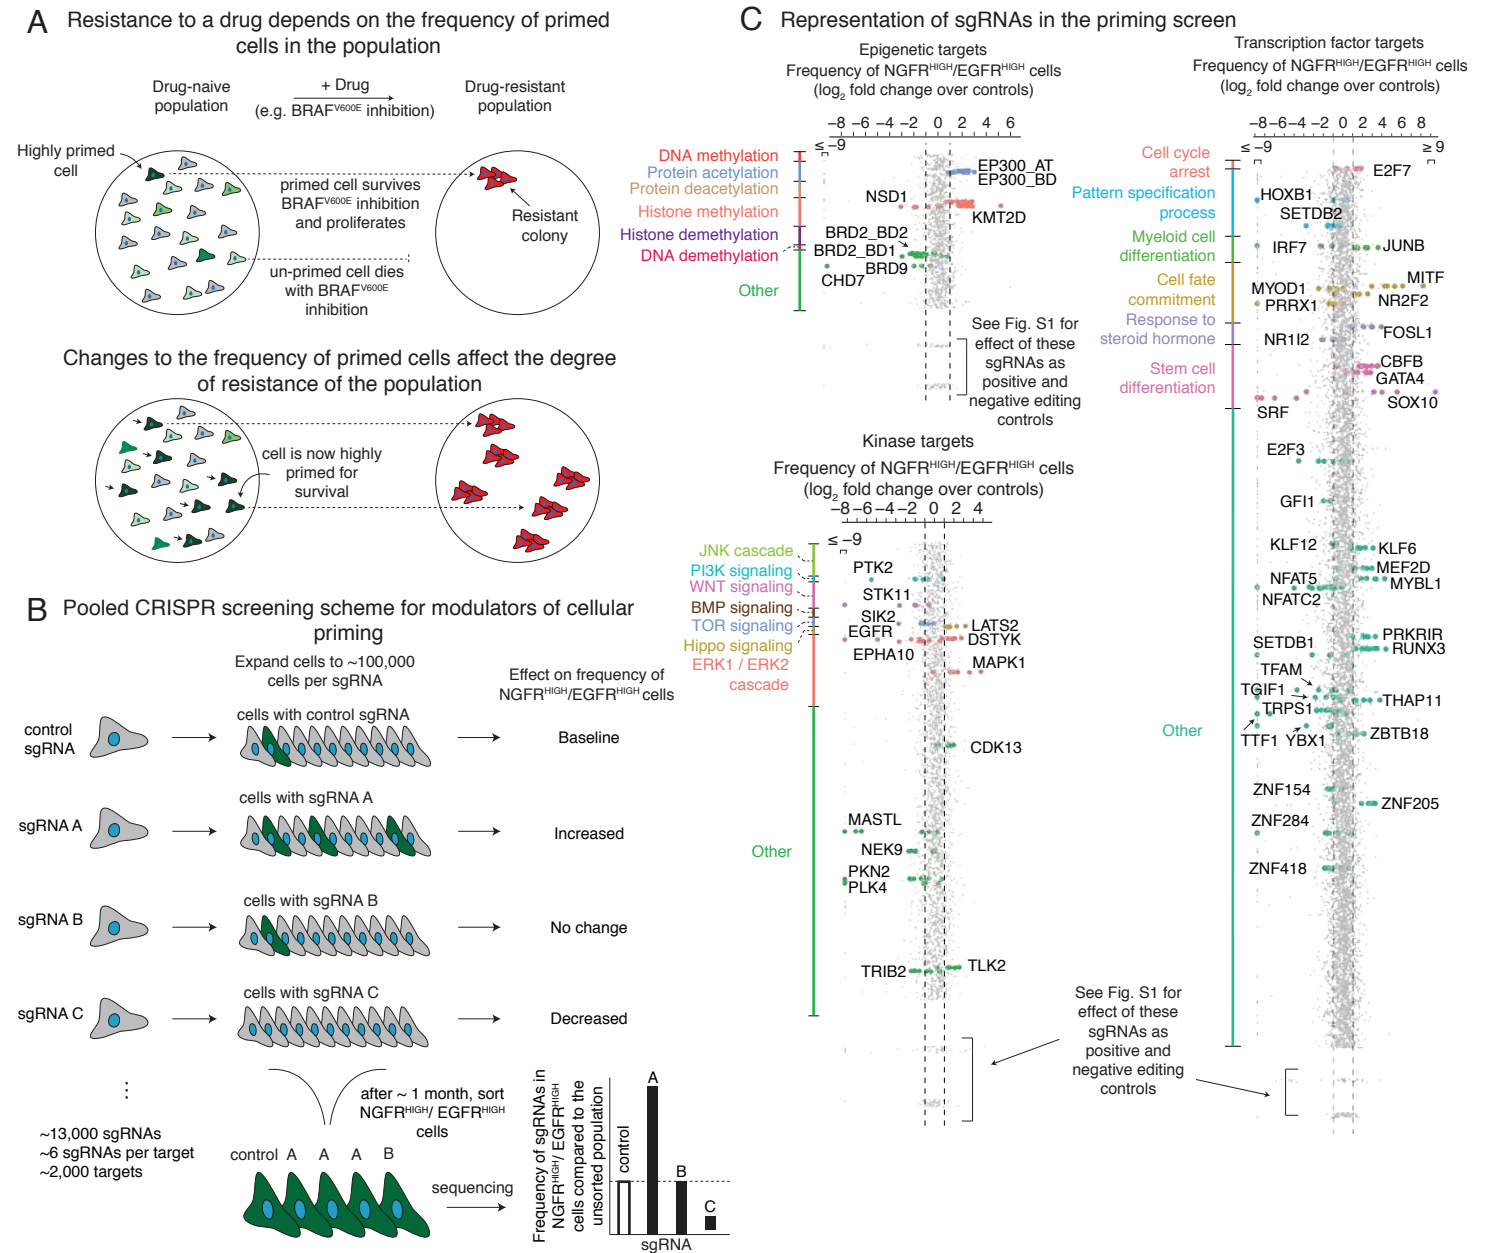 A Resistance to a drug depends on the frequency of primed
cells in the population
Drug-naive
population
+ Drug
(e.g. BRAFV600E inhibition)
Drug-resistant
population
Highly primed
cell
primed cell survives
BRAFV600E inhibition
and proliferates
Resistant
colony
un-primed cell dies
with BRAFV600E
inhibition
Changes to the frequency of primed cells affect the degree
of resistance of the population
cell is now highly
primed for
survival
B Pooled CRISPR screening scheme for modulators of cellular
priming
Expand cells to ~100,000
cells per sgRNA
Effect on frequency of
NGFRHIGH/EGFRHIGH cells
control
sgRNA
cells with control sgRNA
Baseline
sgRNA A
cells with sgRNA A
Increased
sgRNA B
cells with sgRNA B
No change
sgRNA C
cells with sgRNA C
Decreased
⋮
~13,000 sgRNAs
~6 sgRNAs per target
~2,000 targets
after ~ 1 month, sort
NGFRHIGH/ EGFRHIGH
cells
control A A A B
sequencing
Frequency of sgRNAs in
NGFRHIGH/ EGFRHIGH
cells compared to the
unsorted population
control
A
B
C
sgRNA
C Representation of sgRNAs in the priming screen
Epigenetic targets
Frequency of NGFRHIGH/EGFRHIGH cells
(log2 fold change over controls)
−8 −6 −4 −2 0 2 4 6
≤ −9
DNA methylation
Protein acetylation
Protein deacetylation
Histone methylation
Histone demethylation
DNA demethylation
Other
EP300_AT
EP300_BD
NSD1
KMT2D
BRD2_BD2
BRD2_BD1
BRD9
CHD7
See Fig. S1 for
effect of these
sgRNAs as
positive and
negative editing
controls
Kinase targets
Frequency of NGFRHIGH/EGFRHIGH cells
(log2 fold change over controls)
−8 −6 −4 −2 0 2 4
≤ −9
JNK cascade
PI3K signaling
WNT signaling
BMP signaling
TOR signaling
Hippo signaling
ERK1 / ERK2
cascade
Other
PTK2
STK11
SIK2
EGFR
LATS2
DSTYK
EPHA10
MAPK1
CDK13
MASTL
NEK9
PKN2
PLK4
TRIB2
TLK2
See Fig. S1 for
effect of these
sgRNAs as
positive and
negative editing
controls
Transcription factor targets
Frequency of NGFRHIGH/EGFRHIGH cells
(log2 fold change over controls)
−8 −6 −4 −2 0 2 4 6 8
≤ −9
≥ 9
Cell cycle
arrest
Pattern specification
process
Myeloid cell
differentiation
Cell fate
commitment
Response to
steroid hormone
Stem cell
differentiation
Other
E2F7
HOXB1
SETDB2
IRF7
JUNB
MITF
MYOD1
NR2F2
PRRX1
FOSL1
NR1I2
CBFB
GATA4
SOX10
SRF
E2F3
GFI1
KLF12
KLF6
MEF2D
NFAT5
MYBL1
NFATC2
PRKRIR
SETDB1
RUNX3
TFAM
TGIF1
THAP11
TRPS1
ZBTB18
TTF1 YBX1
ZNF154
ZNF205
ZNF284
ZNF418